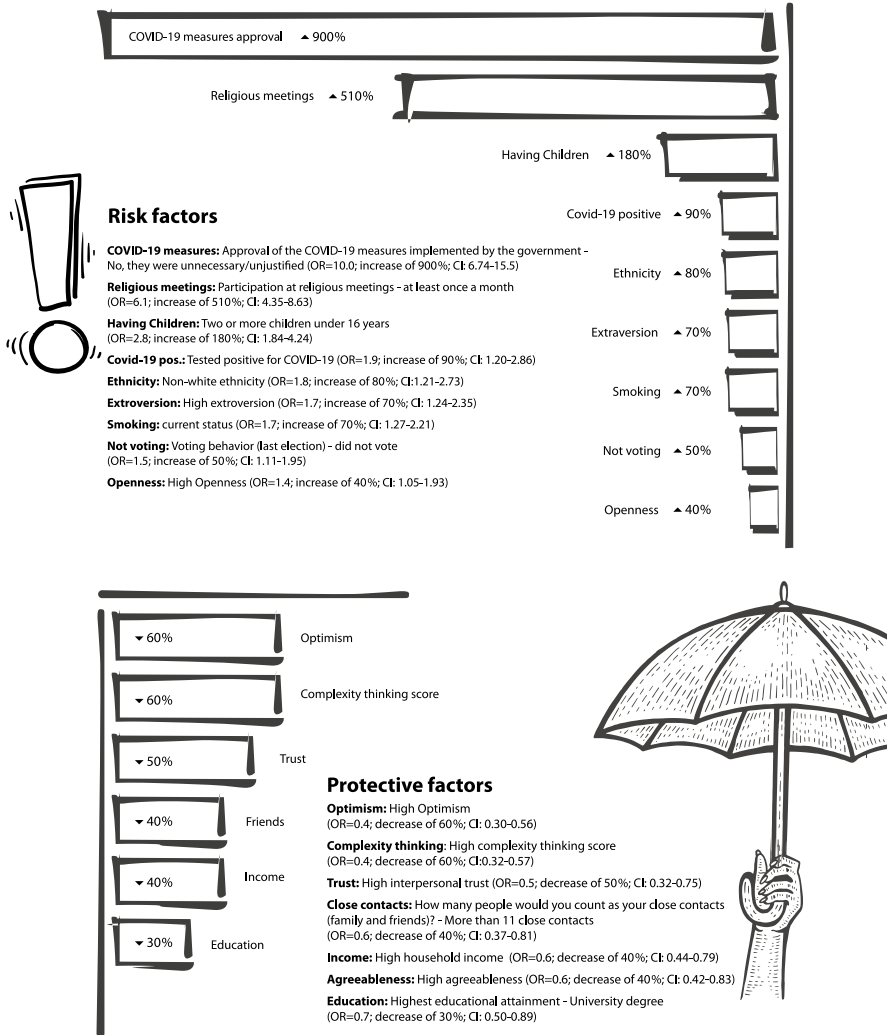 COVID-19 measures approval ▲ 900%
Religious meetings ▲ 510%
Having Children ▲ 180%
Covid-19 positive ▲ 90%
Ethnicity ▲ 80%
Extraversion ▲ 70%
Smoking ▲ 70%
Not voting ▲ 50%
Openness ▲ 40%
Risk factors
COVID-19 measures: Approval of the COVID-19 measures implemented by the government –
No, they were unnecessary/unjustified (OR=10.0; increase of 900%; CI: 6.74-15.5)
Religious meetings: Participation at religious meetings - at least once a month
(OR=6.1; increase of 510%; CI: 4.35-8.63)
Having Children: Two or more children under 16 years
(OR=2.8; increase of 180%; CI: 1.84-4.24)
Covid-19 pos.: Tested positive for COVID-19 (OR=1.9; increase of 90%; CI: 1.20-2.86)
Ethnicity: Non-white ethnicity (OR=1.8; increase of 80%; CI:1.21-2.73)
Extroversion: High extroversion (OR=1.7; increase of 70%; CI: 1.24-2.35)
Smoking: current status (OR=1.7; increase of 70%; CI: 1.27-2.21)
Not voting: Voting behavior (last election) - did not vote
(OR=1.5; increase of 50%; CI: 1.11-1.95)
Openness: High Openness (OR=1.4; increase of 40%; CI: 1.05-1.93)
▼ 60% Optimism
▼ 60% Complexity thinking score
▼ 50% Trust
▼ 40% Friends
▼ 40% Income
▼ 30% Education
Protective factors
Optimism: High Optimism
(OR=0.4; decrease of 60%; CI: 0.30-0.56)
Complexity thinking: High complexity thinking score
(OR=0.4; decrease of 60%; CI:0.32-0.57)
Trust: High interpersonal trust (OR=0.5; decrease of 50%; CI: 0.32-0.75)
Close contacts: How many people would you count as your close contacts
(family and friends)? - More than 11 close contacts
(OR=0.6; decrease of 40%; CI: 0.37-0.81)
Income: High household income (OR=0.6; decrease of 40%; CI: 0.44-0.79)
Agreeableness: High agreeableness (OR=0.6; decrease of 40%; CI: 0.42-0.83)
Education: Highest educational attainment - University degree
(OR=0.7; decrease of 30%; CI: 0.50-0.89)